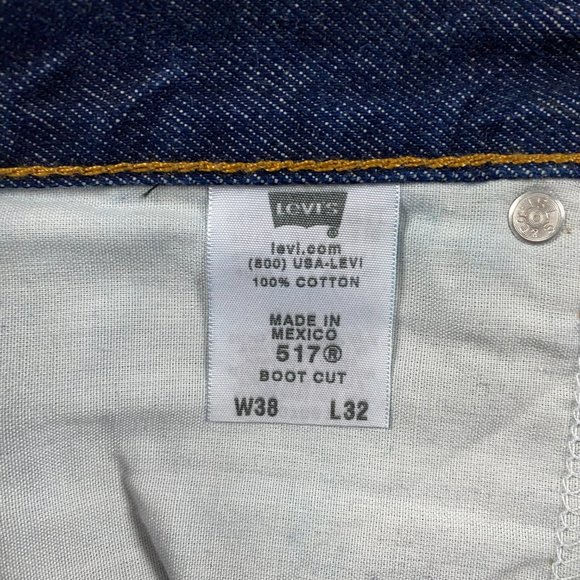 LEVI'S
levi.com
(800) USA-LEVI
100% COTTON
MADE IN
MEXICO
517®
BOOT CUT
W38 L32